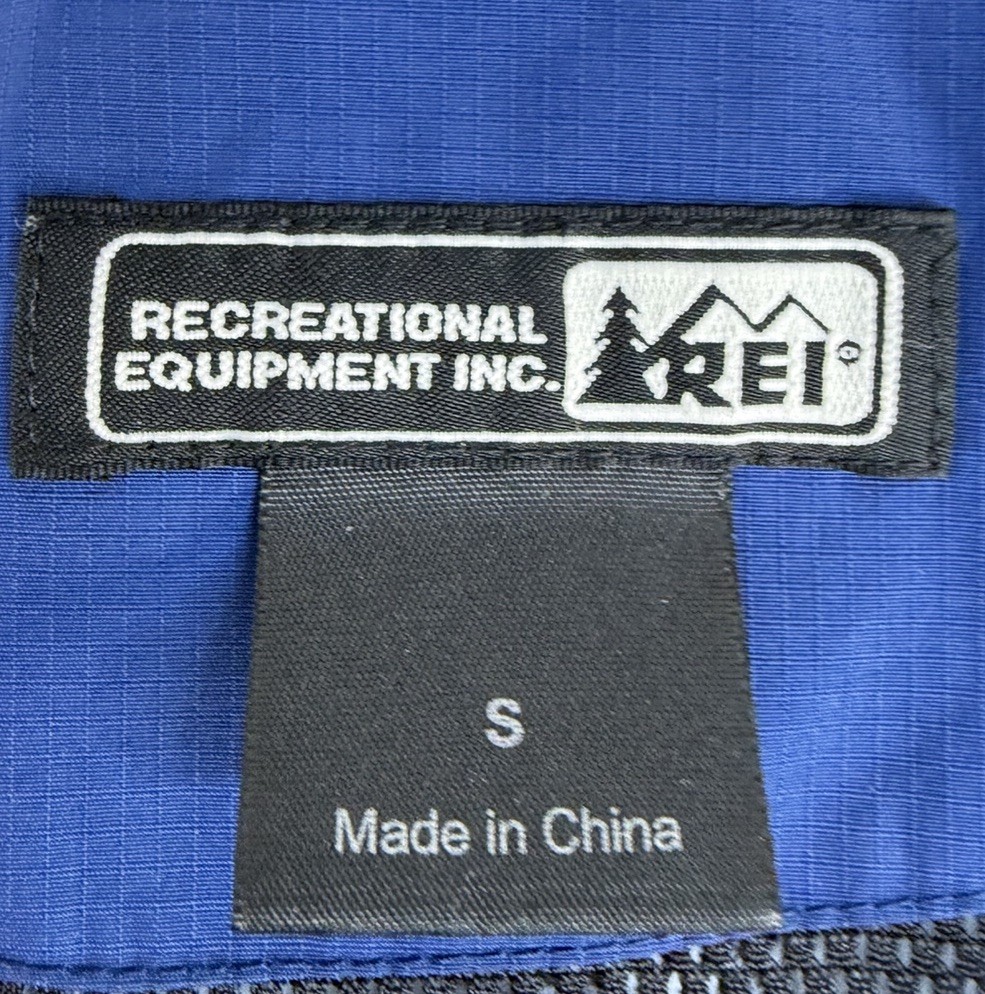 RECREATIONAL
EQUIPMENT INC.
REI
S
Made in China